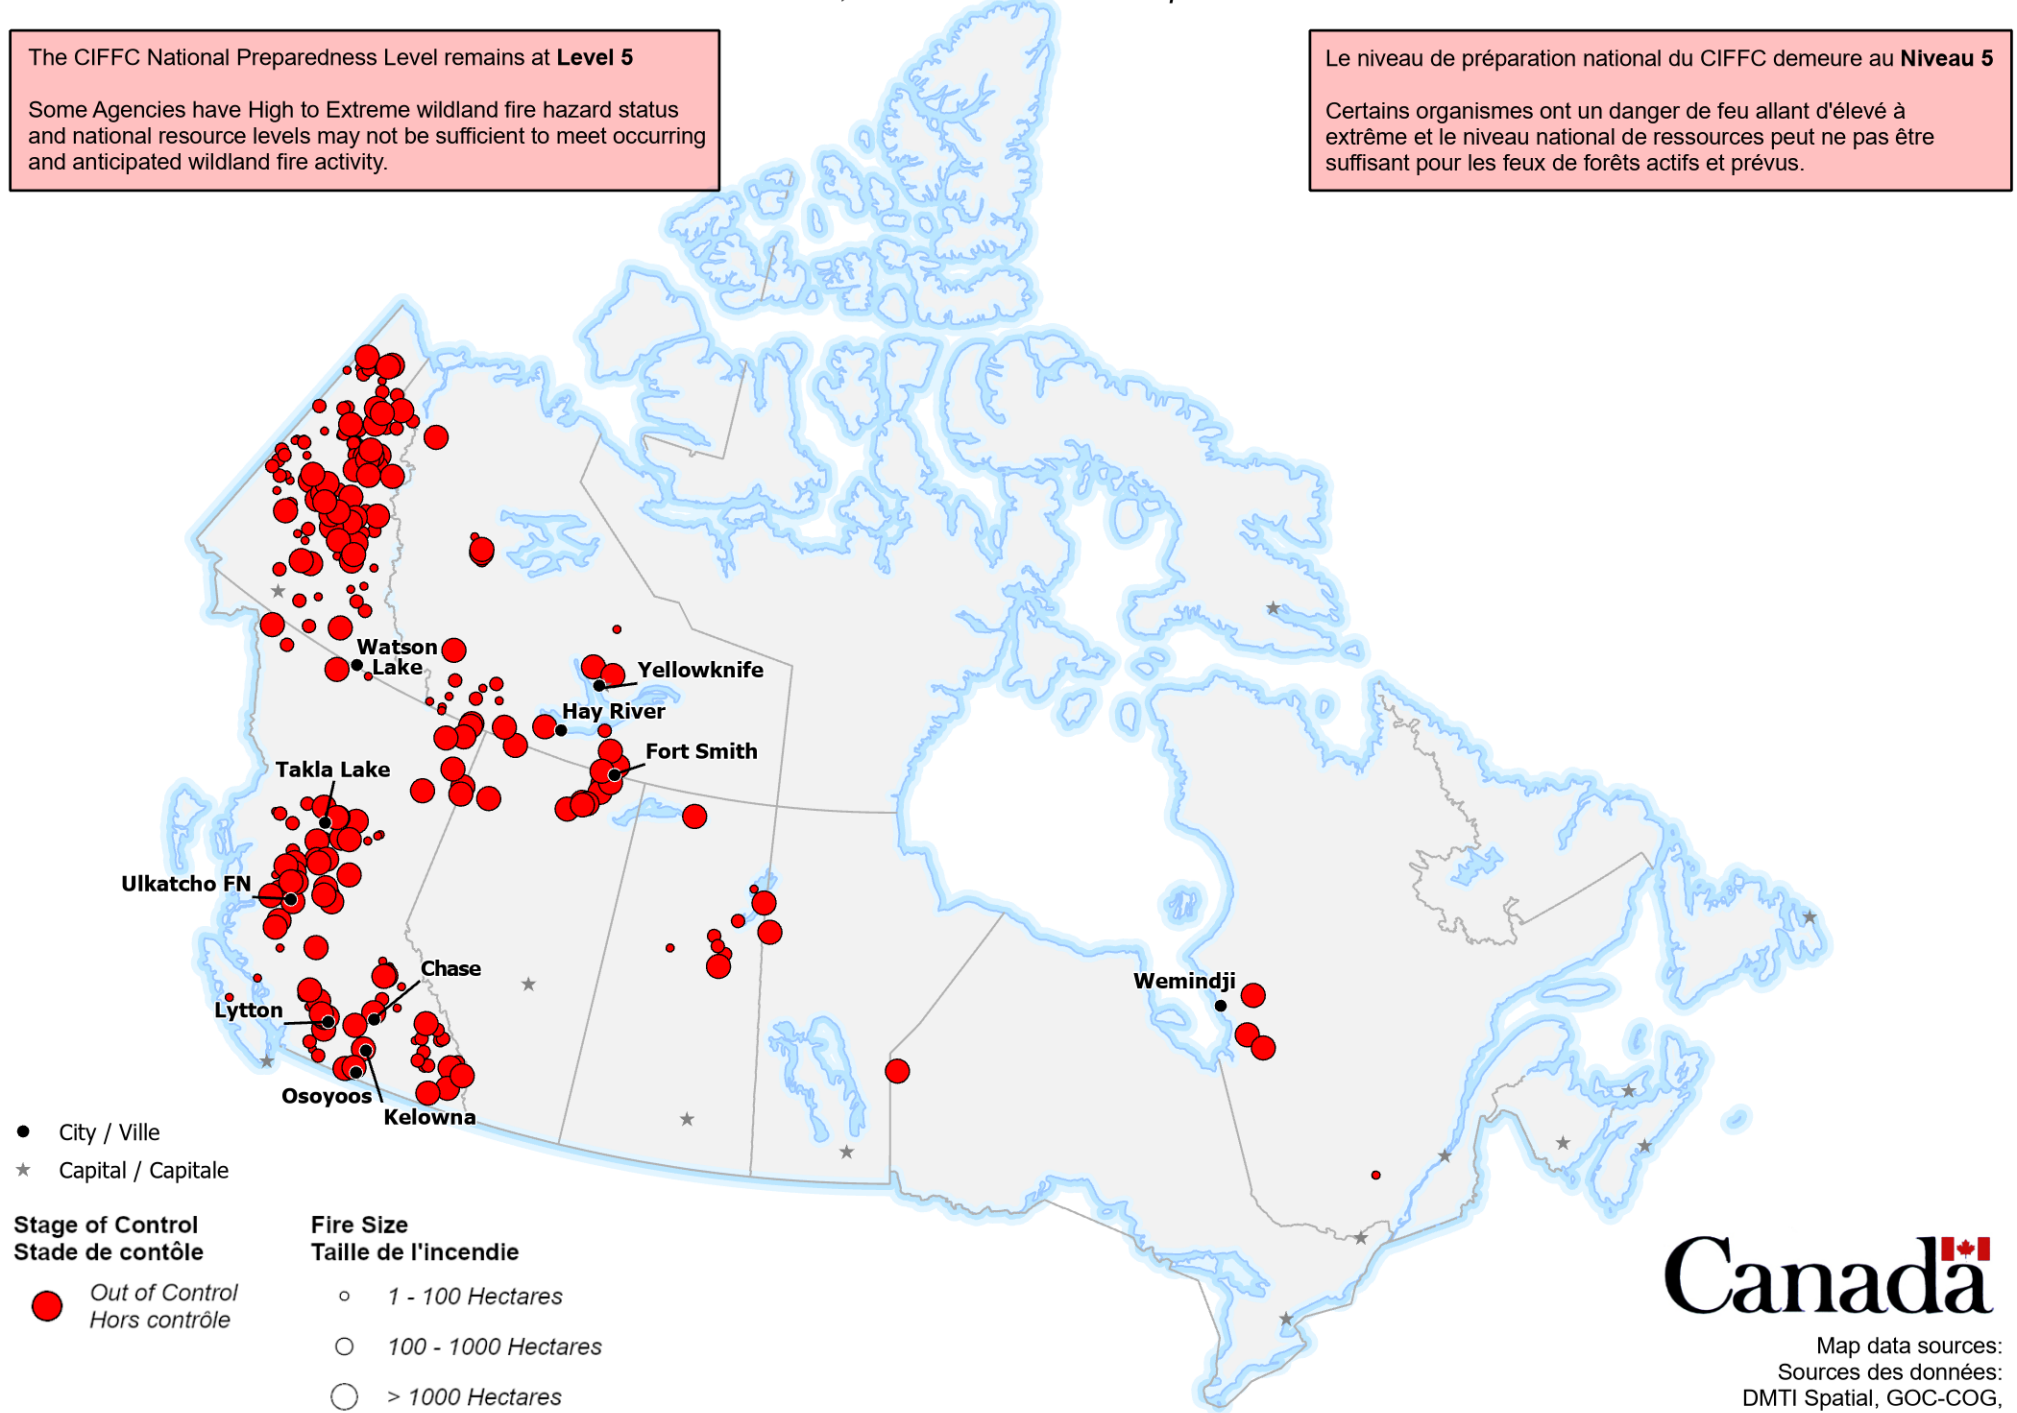 The CIFFC National Preparedness Level remains at Level 5
Some Agencies have High to Extreme wildland fire hazard status
and national resource levels may not be sufficient to meet occurring
and anticipated wildland fire activity.
Le niveau de préparation national du CIFFC demeure au Niveau 5
Certains organismes ont un danger de feu allant d'élevé à
extrême et le niveau national de ressources peut ne pas être
suffisant pour les feux de forêts actifs et prévus.
Watson
Lake
Yellowknife
Hay River
Fort Smith
Takla Lake
Ulkatcho FN
Chase
Lytton
Wemindji
Osoyoos
Kelowna
City / Ville
Capital / Capitale
Stage of Control
Stade de contôle
Out of Control
Hors contrôle
Fire Size
Taille de l'incendie
1 - 100 Hectares
100 - 1000 Hectares
> 1000 Hectares
Canada
Map data sources:
Sources des données:
DMTI Spatial, GOC-COG,